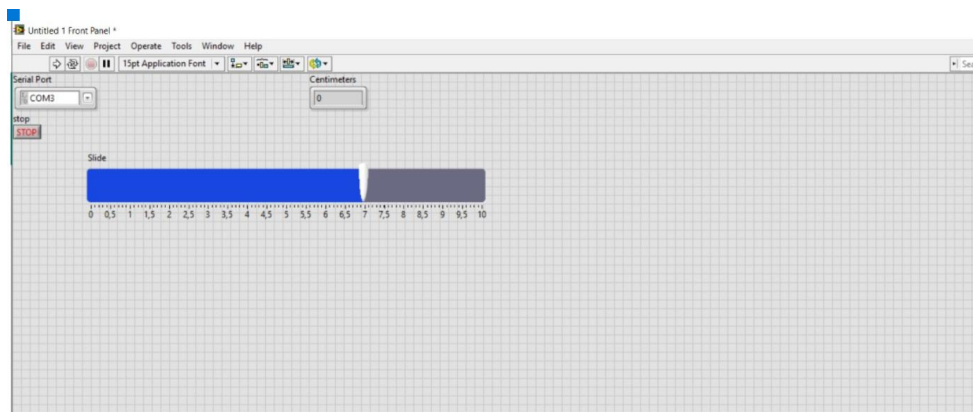 Untitled 1 Front Panel *
File Edit View Project Operate Tools Window Help
15pt Application Font
Sea
Serial Port
Centimeters
COM3
0
stop
STOP
Slide
0 0,5 1 1,5 2 2,5 3 3,5 4 4,5 5 5,5 6 6,5 7 7,5 8 8,5 9 9,5 10